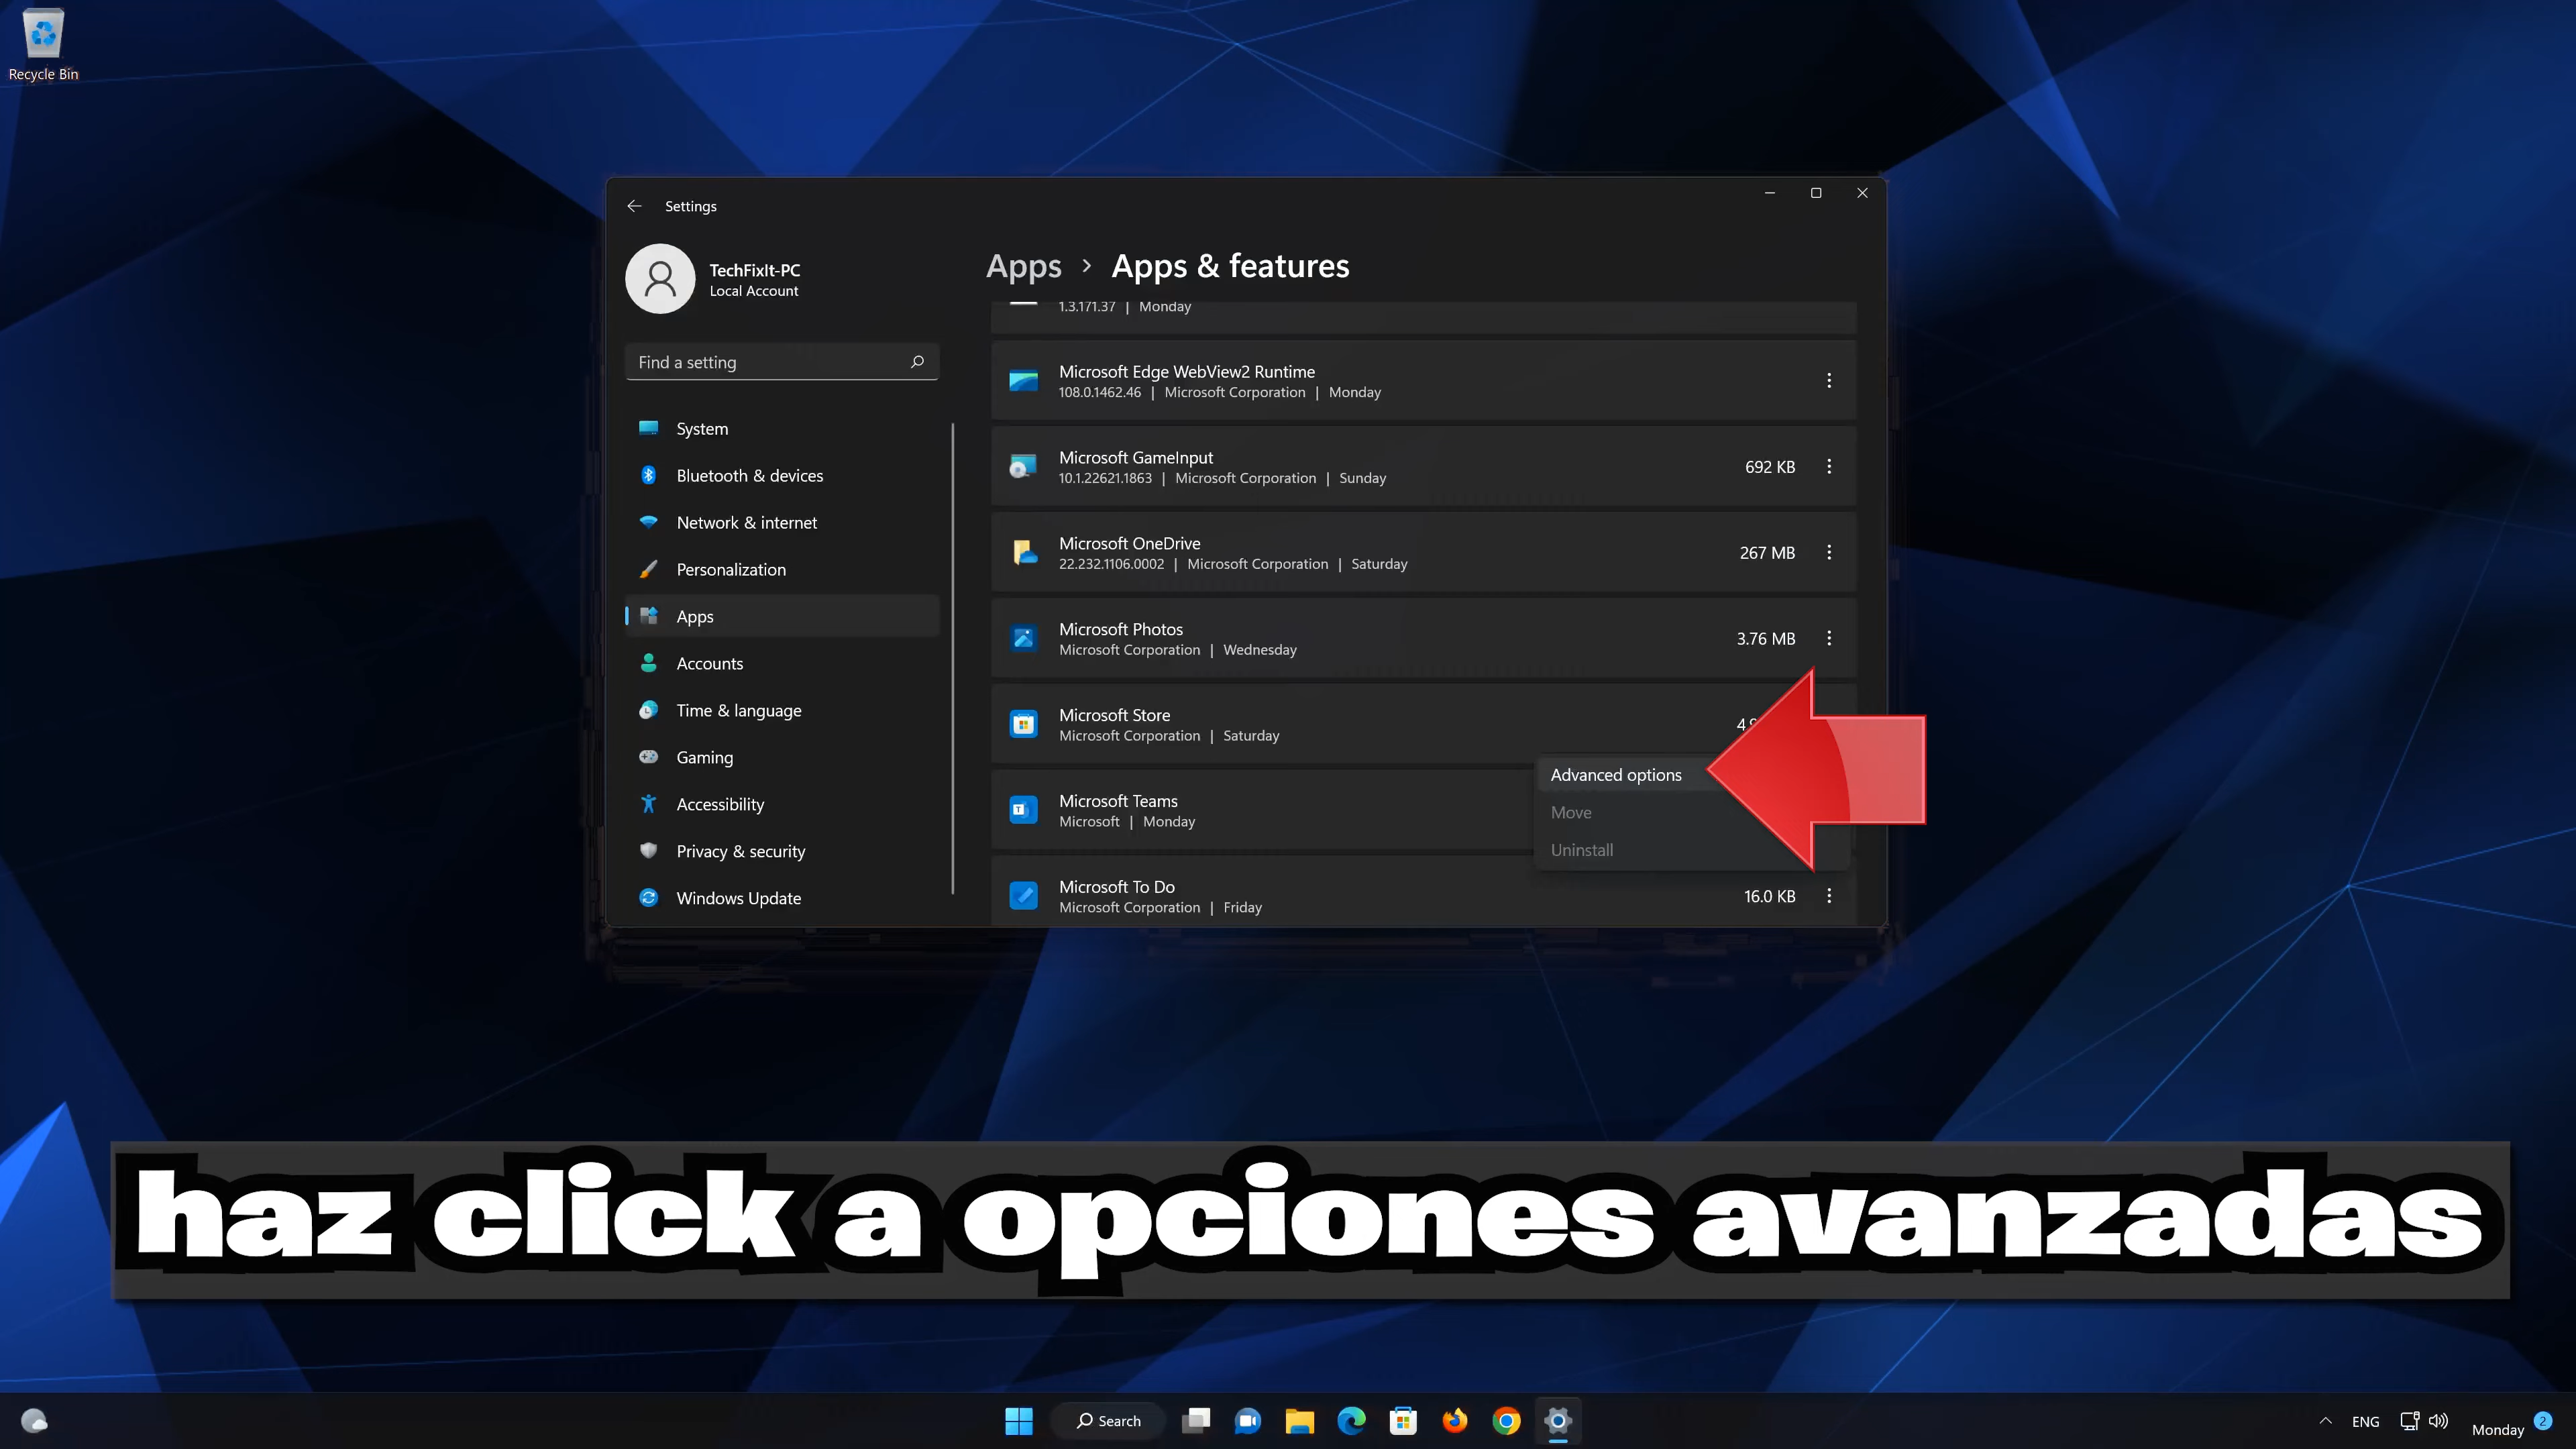 Recycle Bin
Settings
TechFixIt-PC
Local Account
Find a setting
System
Bluetooth & devices
Network & internet
Personalization
Apps
Accounts
Time & language
Gaming
Accessibility
Privacy & security
Windows Update
Apps > Apps & features
1.3.171.37 | Monday
Microsoft Edge WebView2 Runtime
108.0.1462.46 | Microsoft Corporation | Monday
Microsoft GameInput
10.1.22621.1863 | Microsoft Corporation | Sunday
692 KB
Microsoft OneDrive
22.232.1106.0002 | Microsoft Corporation | Saturday
267 MB
Microsoft Photos
Microsoft Corporation | Wednesday
3.76 MB
Microsoft Store
Microsoft Corporation | Saturday
Advanced options
Move
Uninstall
Microsoft Teams
Microsoft | Monday
Microsoft To Do
Microsoft Corporation | Friday
16.0 KB
haz click a opciones avanzadas
Search
ENG
Monday
2